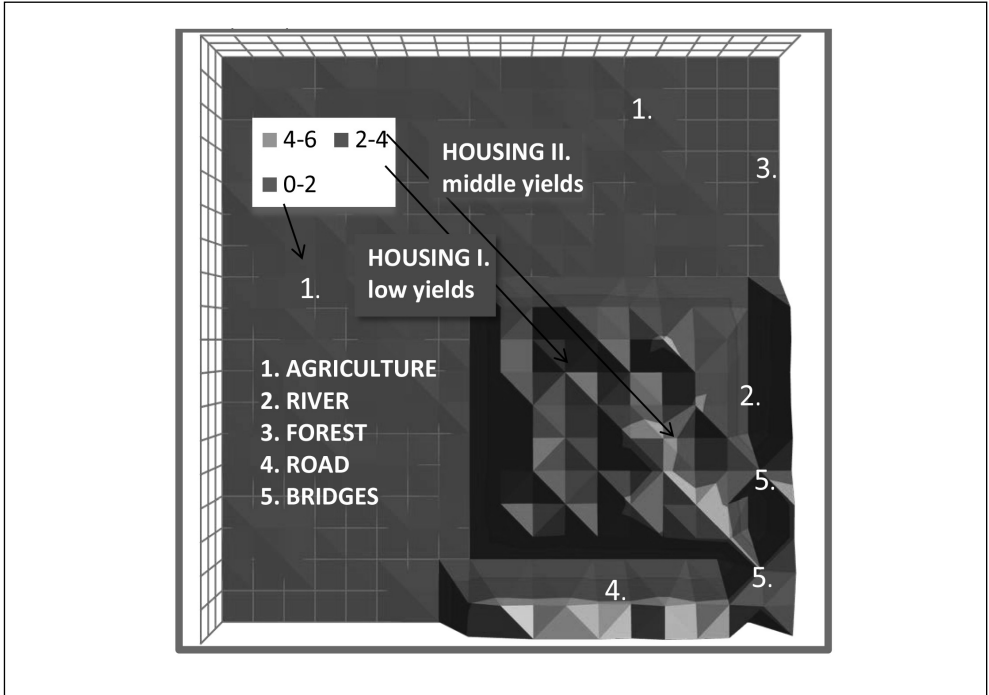 1.
4-6 2-4
0-2
HOUSING II.
middle yields
3.
HOUSING I.
low yields
1.
1. AGRICULTURE
2. RIVER
3. FOREST
4. ROAD
5. BRIDGES
2.
5.
5.
4.